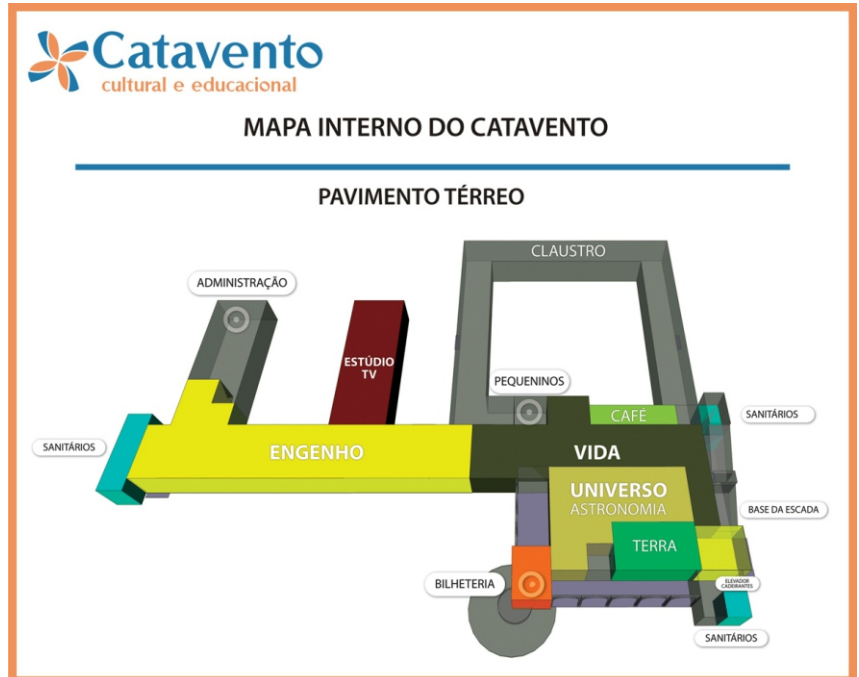 Catavento
cultural e educacional
MAPA INTERNO DO CATAVENTO
PAVIMENTO TÉRREO
CLAUSTRO
ADMINISTRAÇÃO
ESTÚDIO
TV
PEQUENINOS
CAFÉ
SANITÁRIOS
SANITÁRIOS
ENGENHO
VIDA
UNIVERSO
ASTRONOMIA
BASE DA ESCADA
TERRA
BILHETERIA
ELEVADOR
CADEIRANTES
SANITÁRIOS